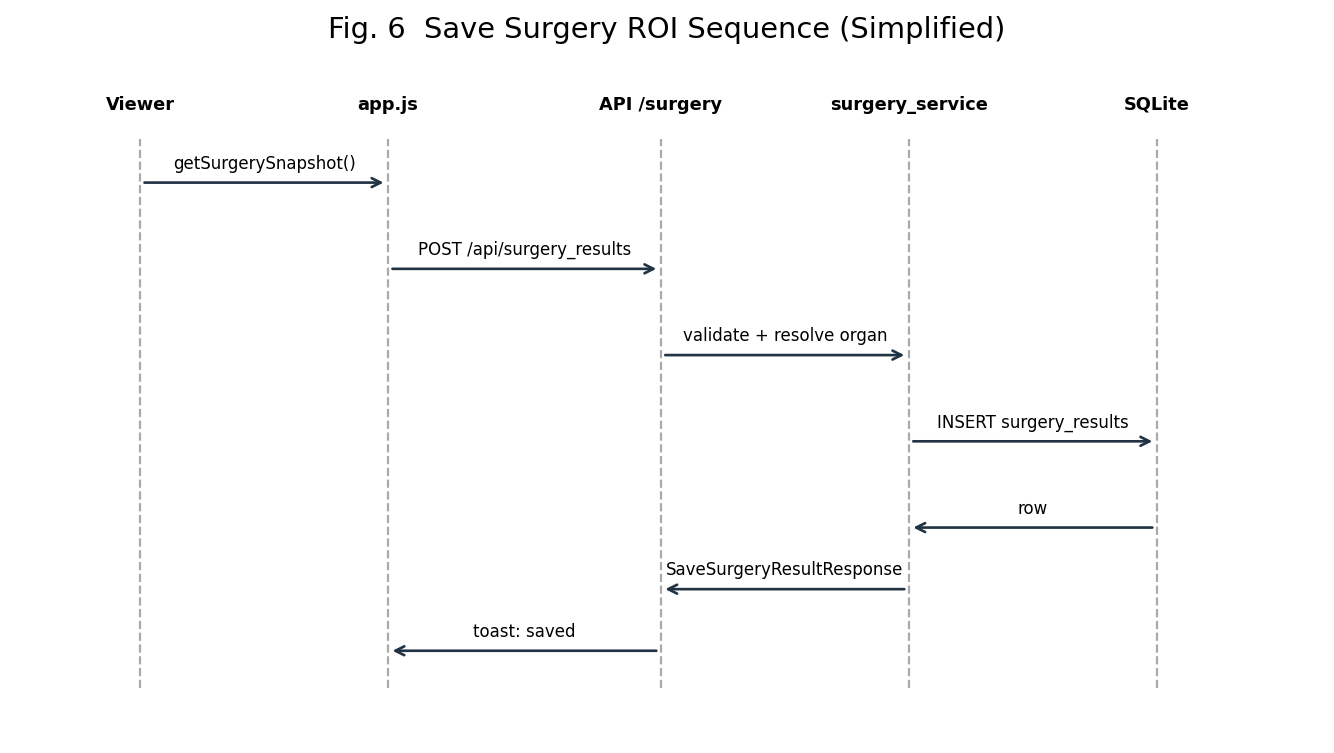 Fig. 6  Save Surgery ROI Sequence (Simplified)
Viewer
app.js
API /surgery
surgery_service
SQLite
getSurgerySnapshot()
POST /api/surgery_results
validate + resolve organ
INSERT surgery_results
row
SaveSurgeryResultResponse
toast: saved